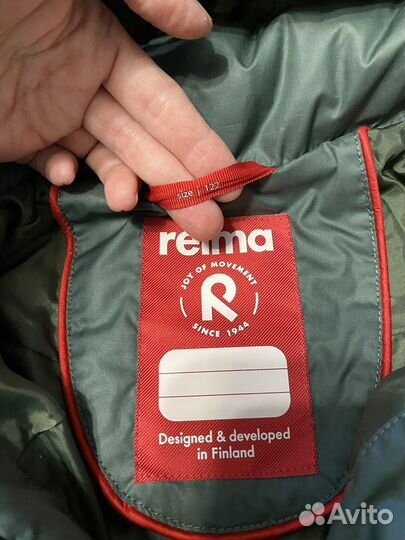 size | 122
reima
JOY OF MOVEMENT
R
SINCE 1944
Designed & developed
in Finland
Avito